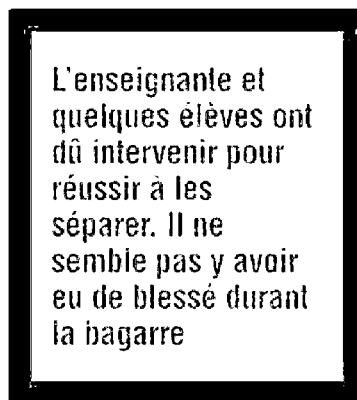 L'enseignante et
quelques élèves ont
dû intervenir pour
réussir à les
séparer. Il ne
semble pas y avoir
eu de blessé durant
la bagarre